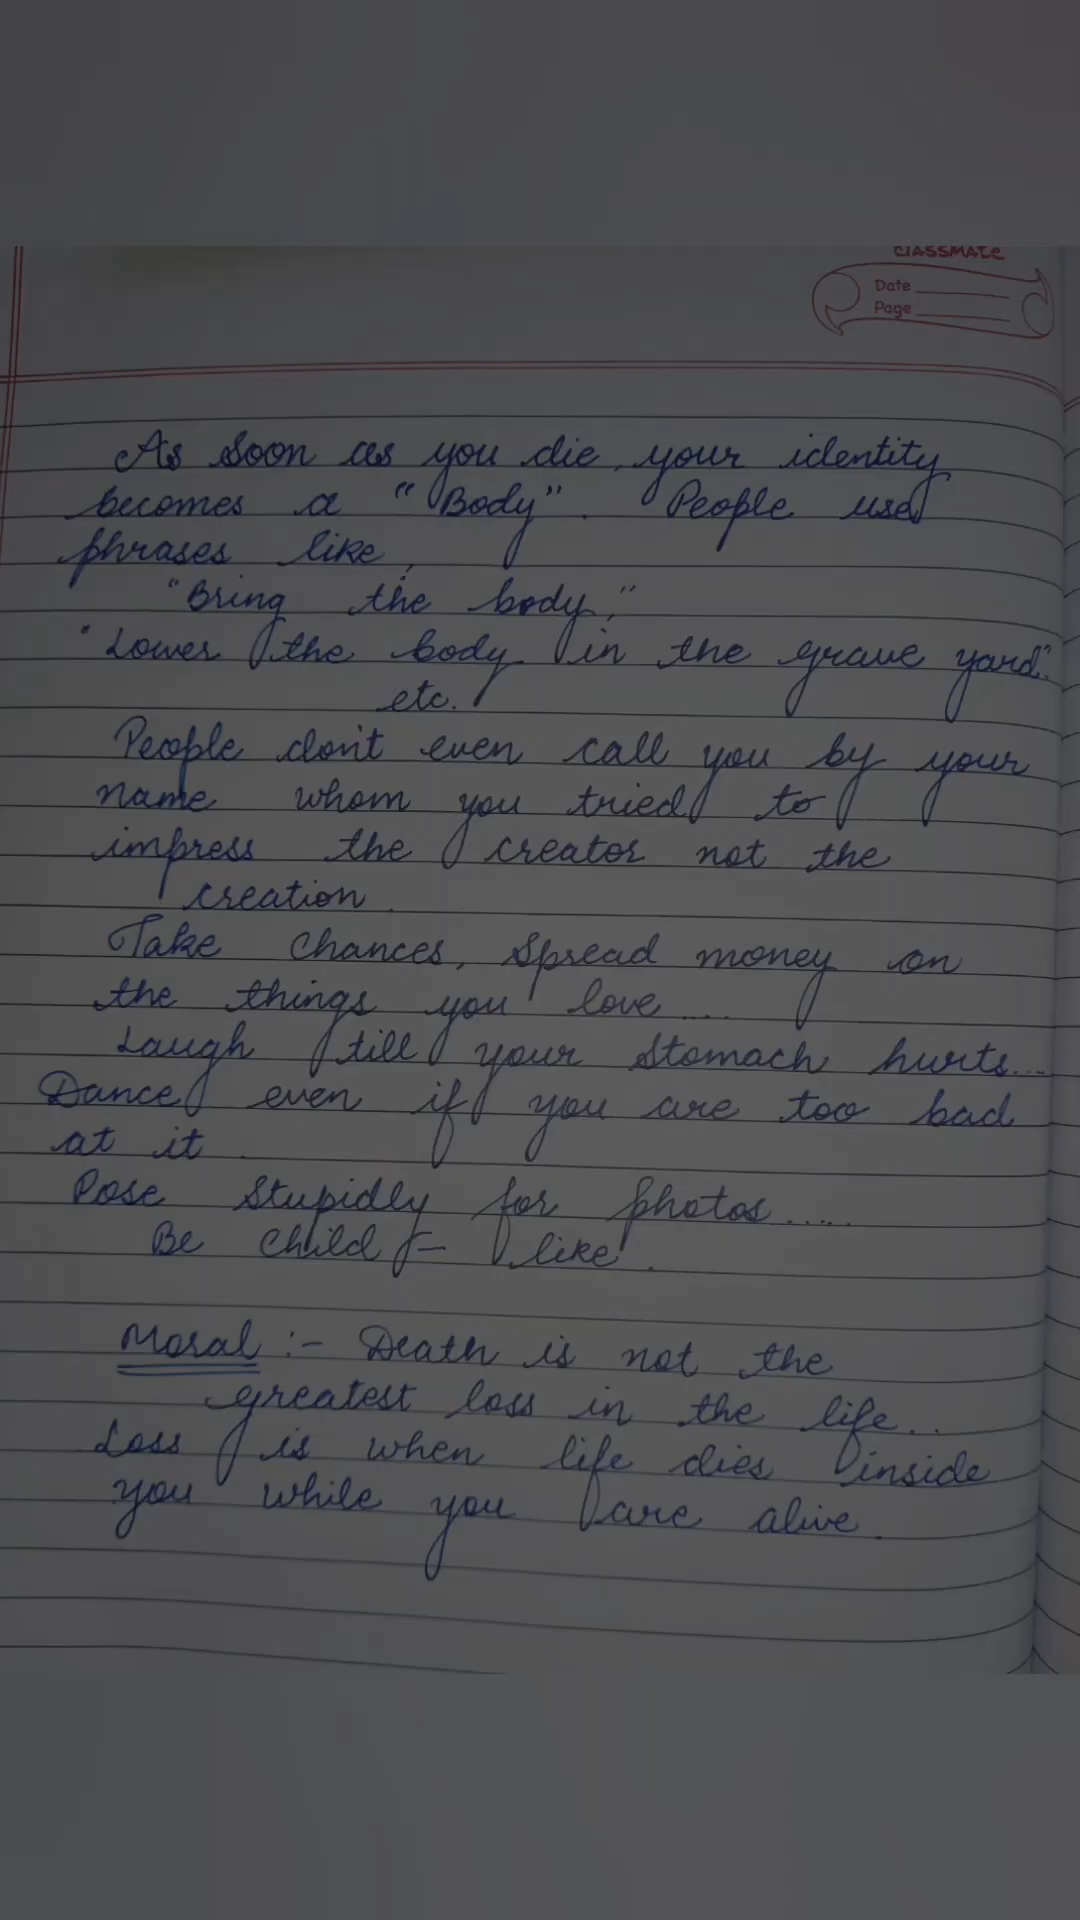 CLASSMATE
Date
Page
As soon as you die, your identity
becomes a "Body". People use
phrases like,
"Bring the body,"
"Lower the body in the grave yard".
etc.
People don't even call you by your
name whom you tried to
impress the creator not the
creation.
Take chances, spread money on
the things you love....
Laugh till your stomach hurts....
Dance even if you are too bad
at it.
Pose stupidly for photos.....
Be child - like.
Moral :- Death is not the
greatest loss in the life...
Loss is when life dies inside
you while you are alive.